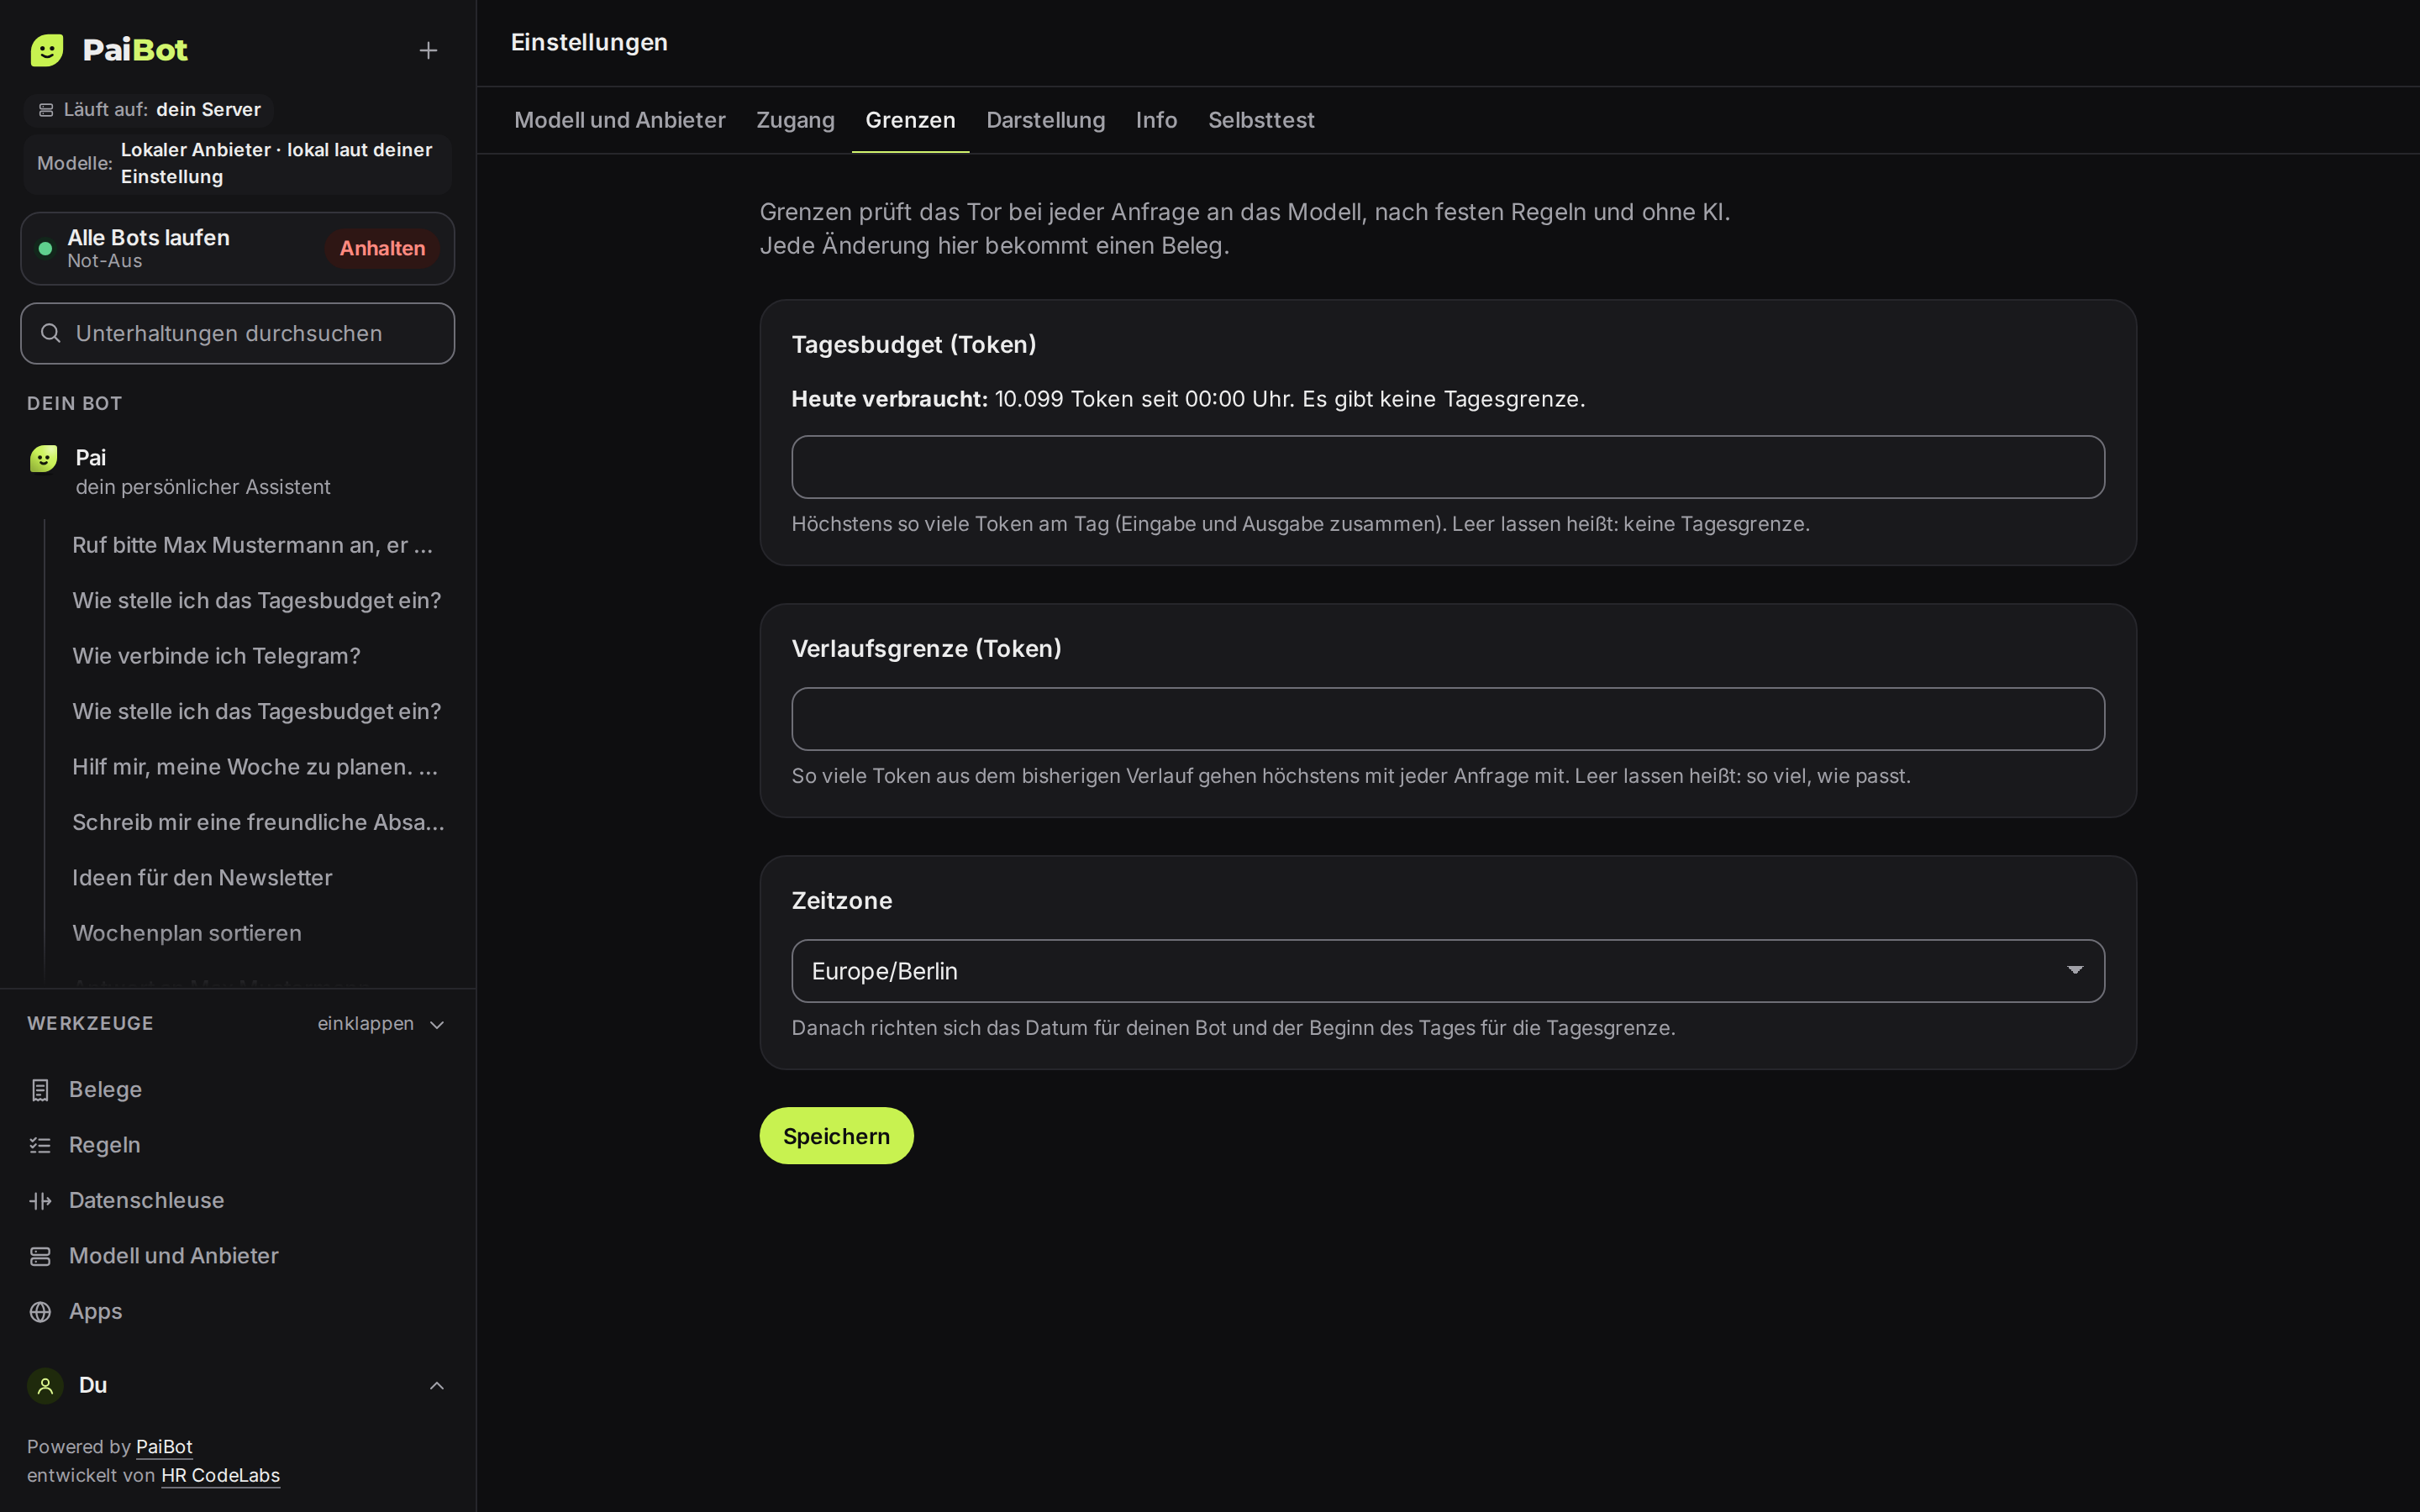 PaiBot
Läuft auf: dein Server
Modelle: Lokaler Anbieter · lokal laut deiner
Einstellung
Alle Bots laufen
Not-Aus
Anhalten
Unterhaltungen durchsuchen
DEIN BOT
Pai
dein persönlicher Assistent
Ruf bitte Max Mustermann an, er ...
Wie stelle ich das Tagesbudget ein?
Wie verbinde ich Telegram?
Wie stelle ich das Tagesbudget ein?
Hilf mir, meine Woche zu planen. ...
Schreib mir eine freundliche Absa...
Ideen für den Newsletter
Wochenplan sortieren
WERKZEUGE
einklappen
Belege
Regeln
Datenschleuse
Modell und Anbieter
Apps
Du
Powered by PaiBot
entwickelt von HR CodeLabs
Einstellungen
Modell und Anbieter Zugang Grenzen Darstellung Info Selbsttest
Grenzen prüft das Tor bei jeder Anfrage an das Modell, nach festen Regeln und ohne KI.
Jede Änderung hier bekommt einen Beleg.
Tagesbudget (Token)
Heute verbraucht: 10.099 Token seit 00:00 Uhr. Es gibt keine Tagesgrenze.
Höchstens so viele Token am Tag (Eingabe und Ausgabe zusammen). Leer lassen heißt: keine Tagesgrenze.
Verlaufsgrenze (Token)
So viele Token aus dem bisherigen Verlauf gehen höchstens mit jeder Anfrage mit. Leer lassen heißt: so viel, wie passt.
Zeitzone
Europe/Berlin
Danach richten sich das Datum für deinen Bot und der Beginn des Tages für die Tagesgrenze.
Speichern